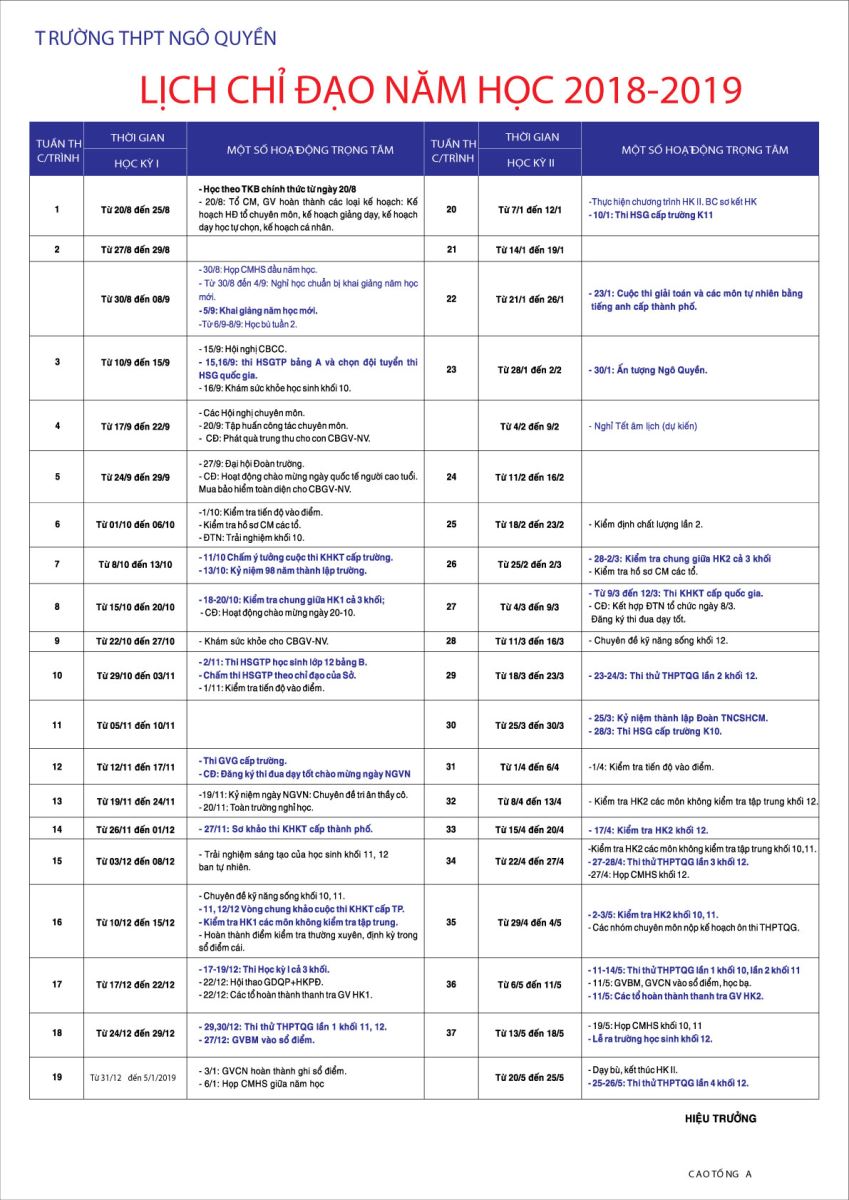 TRƯỜNG THPT NGÔ QUYỀN
LỊCH CHỈ ĐẠO NĂM HỌC 2018-2019
TUẦN TH
C/TRÌNH
THỜI GIAN
HỌC KỲ I
MỘT SỐ HOẠT ĐỘNG TRỌNG TÂM
TUẦN TH
C/TRÌNH
THỜI GIAN
HỌC KỲ II
MỘT SỐ HOẠT ĐỘNG TRỌNG TÂM
1
Từ 20/8 đến 25/8
- Học theo TKB chính thức từ ngày 20/8
- 20/8: Tổ CM, GV hoàn thành các loại kế hoạch: Kế
hoạch HĐ tổ chuyên môn, kế hoạch giảng dạy, kế hoạch
dạy học tự chọn, kế hoạch cá nhân.
20
Từ 7/1 đến 12/1
-Thực hiện chương trình HK II. BC sơ kết HK
- 10/1: Thi HSG cấp trường K11
2
Từ 27/8 đến 29/8
21
Từ 14/1 đến 19/1
Từ 30/8 đến 08/9
- 30/8: Họp CMHS đầu năm học.
- Từ 30/8 đến 4/9: Nghỉ học chuẩn bị khai giảng năm học
mới.
- 5/9: Khai giảng năm học mới.
-Từ 6/9-8/9: Học bù tuần 2.
22
Từ 21/1 đến 26/1
- 23/1: Cuộc thi giải toán và các môn tự nhiên bằng
tiếng anh cấp thành phố.
3
Từ 10/9 đến 15/9
- 15/9: Hội nghị CBCC.
- 15,16/9: thi HSGTP bảng A và chọn đội tuyển thi
HSG quốc gia.
- 16/9: Khám sức khỏe học sinh khối 10.
23
Từ 28/1 đến 2/2
- 30/1: Ấn tượng Ngô Quyền.
4
Từ 17/9 đến 22/9
- Các Hội nghị chuyên môn.
- 20/9: Tập huấn công tác chuyên môn.
- CĐ: Phát quà trung thu cho con CBGV-NV.
Từ 4/2 đến 9/2
- Nghỉ Tết âm lịch (dự kiến)
5
Từ 24/9 đến 29/9
- 27/9: Đại hội Đoàn trường.
- CĐ: Hoạt động chào mừng ngày quốc tế người cao tuổi.
Mua bảo hiểm toàn diện cho CBGV-NV.
24
Từ 11/2 đến 16/2
6
Từ 01/10 đến 06/10
-1/10: Kiểm tra tiến độ vào điểm.
- Kiểm tra hồ sơ CM các tổ.
- ĐTN: Trải nghiệm khối 10.
25
Từ 18/2 đến 23/2
- Kiểm định chất lượng lần 2.
7
Từ 8/10 đến 13/10
- 11/10 Chấm ý tưởng cuộc thi KHKT cấp trường.
- 13/10: Kỷ niệm 98 năm thành lập trường.
26
Từ 25/2 đến 2/3
- 28-2/3: Kiểm tra chung giữa HK2 cả 3 khối
- Kiểm tra hồ sơ CM các tổ.
8
Từ 15/10 đến 20/10
- 18-20/10: Kiểm tra chung giữa HK1 cả 3 khối;
- CĐ: Hoạt động chào mừng ngày 20-10.
27
Từ 4/3 đến 9/3
- Từ 9/3 đến 12/3: Thi KHKT cấp quốc gia.
- CĐ: Kết hợp ĐTN tổ chức ngày 8/3.
Đăng ký thi đua dạy tốt.
9
Từ 22/10 đến 27/10
- Khám sức khỏe cho CBGV-NV.
28
Từ 11/3 đến 16/3
- Chuyên đề kỹ năng sống khối 12.
10
Từ 29/10 đến 03/11
- 2/11: Thi HSGTP học sinh lớp 12 bảng B.
- Chấm thi HSGTP theo chỉ đạo của Sở.
- 1/11: Kiểm tra tiến độ vào điểm.
29
Từ 18/3 đến 23/3
- 23-24/3: Thi thử THPTQG lần 2 khối 12.
11
Từ 05/11 đến 10/11
30
Từ 25/3 đến 30/3
- 25/3: Kỷ niệm thành lập Đoàn TNCSHCM.
- 28/3: Thi HSG cấp trường K10.
12
Từ 12/11 đến 17/11
- Thi GVG cấp trường.
- CĐ: Đăng ký thi đua dạy tốt chào mừng ngày NGVN
31
Từ 1/4 đến 6/4
-1/4: Kiểm tra tiến độ vào điểm.
13
Từ 19/11 đến 24/11
-19/11: Kỷ niệm ngày NGVN: Chuyên đề tri ân thầy cô.
- 20/11: Toàn trường nghỉ học.
32
Từ 8/4 đến 13/4
- Kiểm tra HK2 các môn không kiểm tra tập trung khối 12.
14
Từ 26/11 đến 01/12
- 27/11: Sơ khảo thi KHKT cấp thành phố.
33
Từ 15/4 đến 20/4
- 17/4: Kiểm tra HK2 khối 12.
15
Từ 03/12 đến 08/12
- Trải nghiệm sáng tạo của học sinh khối 11, 12
ban tự nhiên.
34
Từ 22/4 đến 27/4
-Kiểm tra HK2 các môn không kiểm tra tập trung khối 10,11.
- 27-28/4: Thi thử THPTQG lần 3 khối 12.
-27/4: Họp CMHS khối 12.
16
Từ 10/12 đến 15/12
- Chuyên đề kỹ năng sống khối 10, 11.
- 11, 12/12 Vòng chung khảo cuộc thi KHKT cấp TP.
- Kiểm tra HK1 các môn không kiểm tra tập trung.
- Hoàn thành điểm kiểm tra thường xuyên, định kỳ trong
sổ điểm cái.
35
Từ 29/4 đến 4/5
- 2-3/5: Kiểm tra HK2 khối 10, 11.
- Các nhóm chuyên môn nộp kế hoạch ôn thi THPTQG.
17
Từ 17/12 đến 22/12
- 17-19/12: Thi Học kỳ I cả 3 khối.
- 22/12: Hội thao GDQP+HKPĐ.
- 22/12: Các tổ hoàn thành thanh tra GV HK1.
36
Từ 6/5 đến 11/5
- 11-14/5: Thi thử THPTQG lần 1 khối 10, lần 2 khối 11
- 11/5: GVBM, GVCN vào sổ điểm, học bạ.
- 11/5: Các tổ hoàn thành thanh tra GV HK2.
18
Từ 24/12 đến 29/12
- 29,30/12: Thi thử THPTQG lần 1 khối 11, 12.
- 27/12: GVBM vào sổ điểm.
37
Từ 13/5 đến 18/5
- 19/5: Họp CMHS khối 10, 11
- Lễ ra trường học sinh khối 12.
19
Từ 31/12 đến 5/1/2019
- 3/1: GVCN hoàn thành ghi sổ điểm.
- 6/1: Họp CMHS giữa năm học
Từ 20/5 đến 25/5
- Dạy bù, kết thúc HK II.
- 25-26/5: Thi thử THPTQG lần 4 khối 12.
HIỆU TRƯỞNG
CAO TỐ NG A